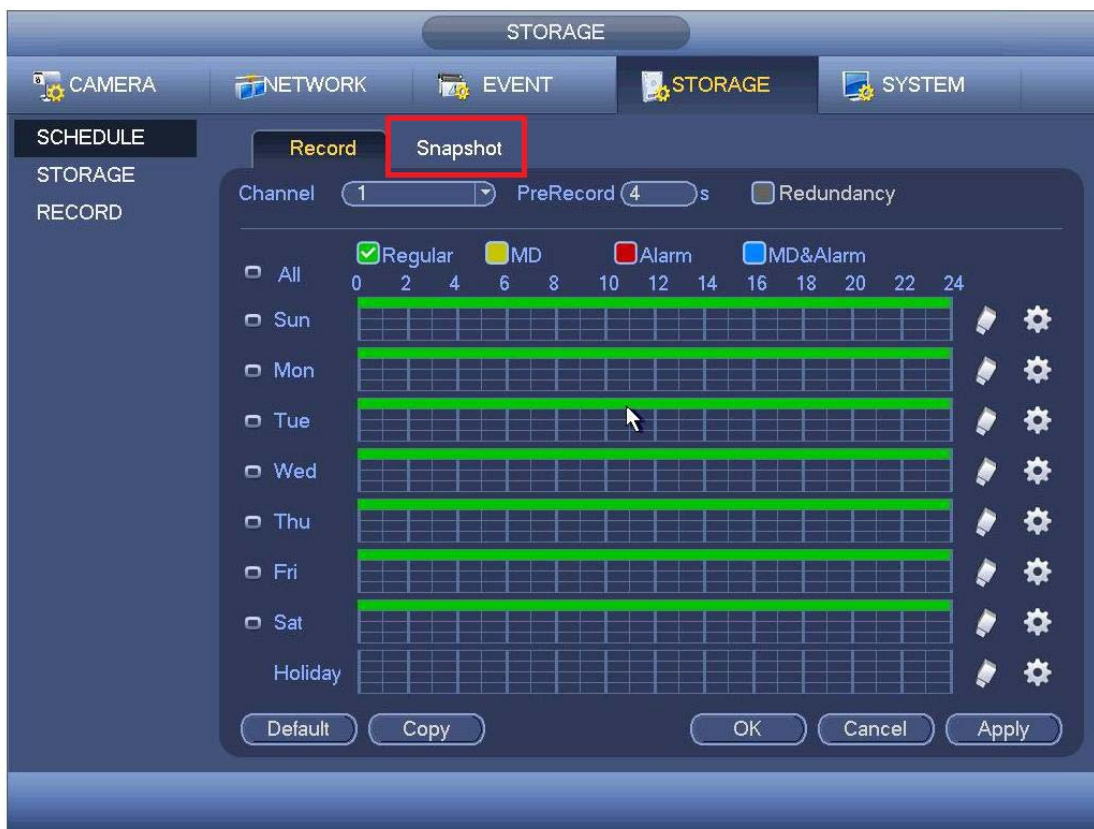 STORAGE
CAMERA NETWORK EVENT STORAGE SYSTEM
SCHEDULE
STORAGE
RECORD
Record Snapshot
Channel 1 PreRecord 4 s Redundancy
Regular MD Alarm MD&Alarm
All
0 2 4 6 8 10 12 14 16 18 20 22 24
Sun
Mon
Tue
Wed
Thu
Fri
Sat
Holiday
Default Copy OK Cancel Apply